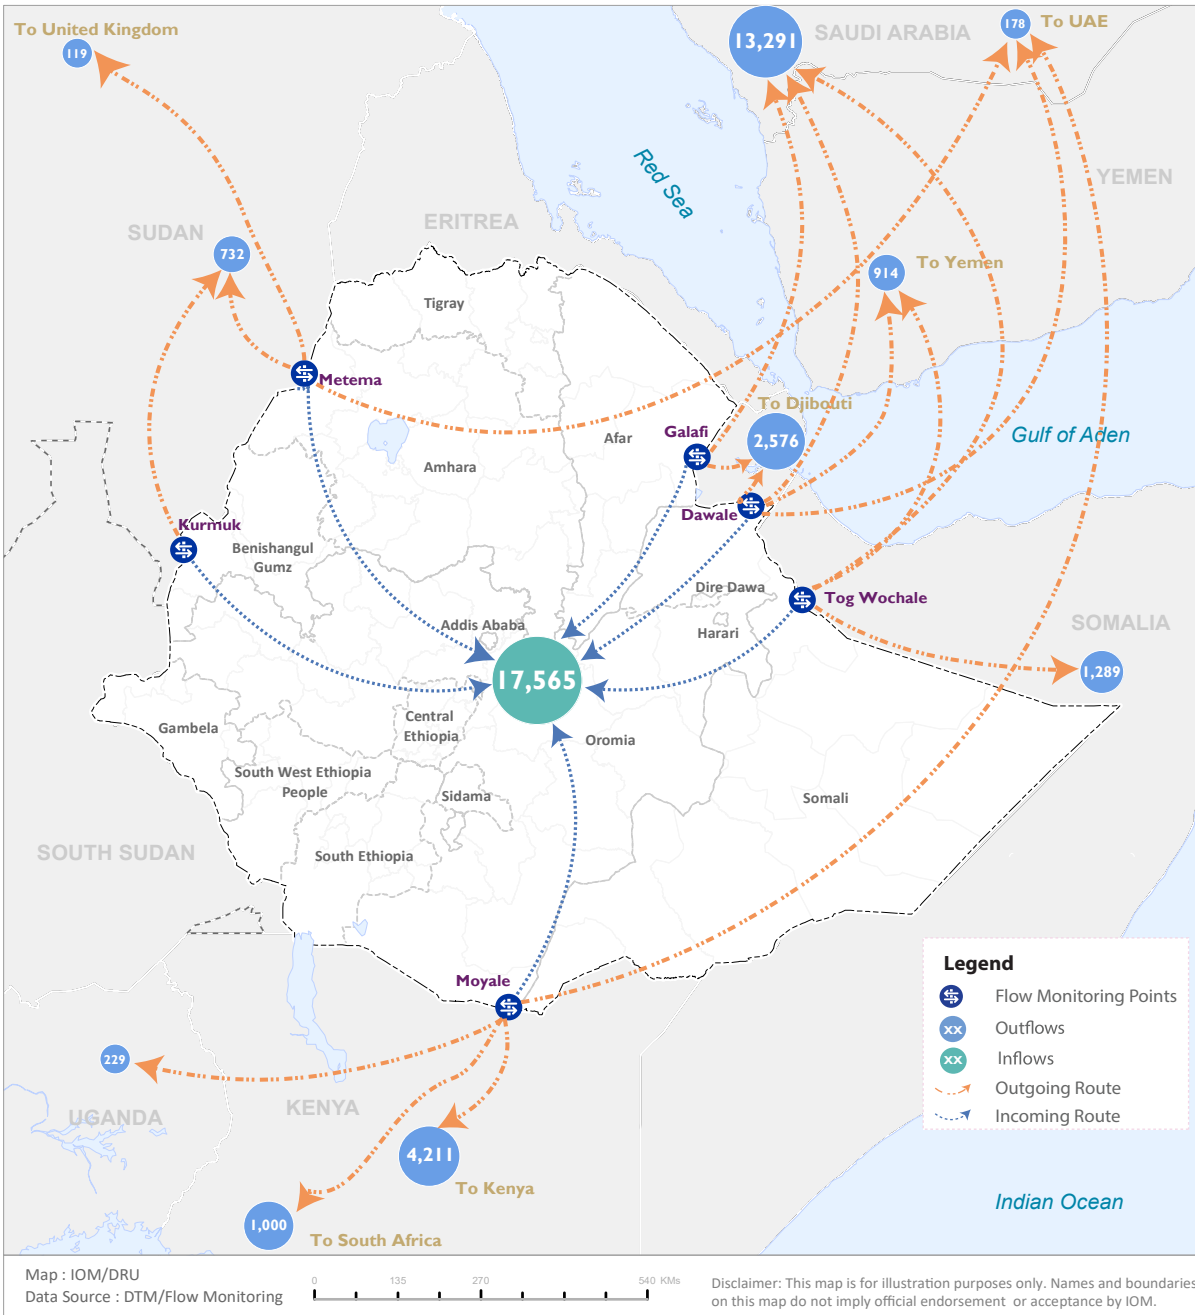 To United Kingdom
119
13,291
SAUDI ARABIA
178
To UAE
Red Sea
YEMEN
SUDAN
732
ERITREA
To Yemen
914
Tigray
Metema
To Djibouti
2,576
Galafi
Afar
Gulf of Aden
Amhara
Dawale
Kurmuk
Benishangul
Gumz
Dire Dawa
Tog Wochale
Addis Ababa
Harari
SOMALIA
1,289
17,565
Gambela
Central
Ethiopia
Oromia
South West Ethiopia
People
Sidama
Somali
SOUTH SUDAN
South Ethiopia
Moyale
Legend
Flow Monitoring Points
xx
Outflows
xx
Inflows
Outgoing Route
Incoming Route
229
UGANDA
KENYA
4,211
To Kenya
1,000
To South Africa
Indian Ocean
Map : IOM/DRU
Data Source : DTM/Flow Monitoring
0 135 270 540 KMs
Disclaimer: This map is for illustration purposes only. Names and boundaries
on this map do not imply official endorsement or acceptance by IOM.